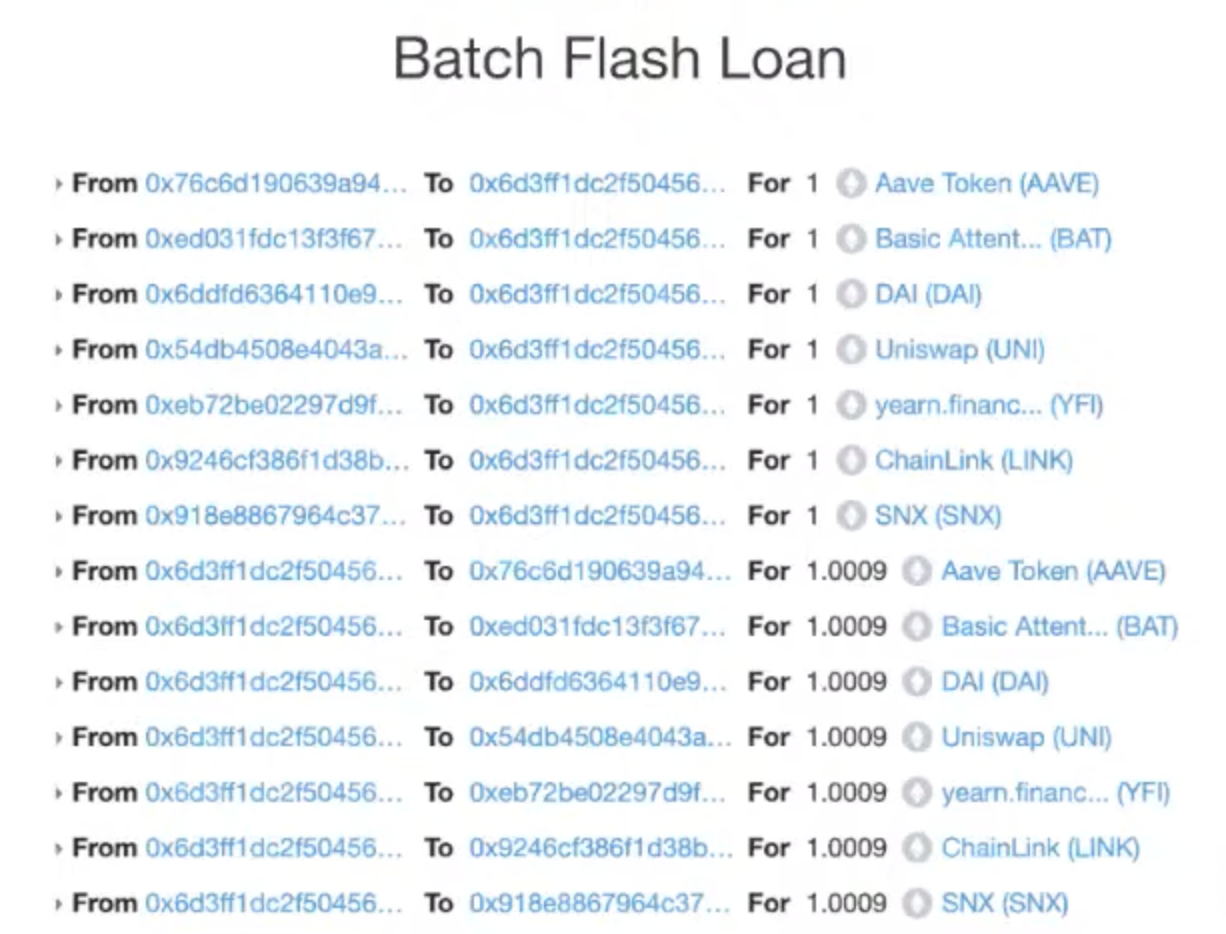 Batch Flash Loan
From 0x76c6d190639a94... To 0x6d3ff1dc2f50456... For 1 Aave Token (AAVE)
From 0xed031fdc13f3f67... To 0x6d3ff1dc2f50456... For 1 Basic Attent... (BAT)
From 0x6ddfd6364110e9... To 0x6d3ff1dc2f50456... For 1 DAI (DAI)
From 0x54db4508e4043a... To 0x6d3ff1dc2f50456... For 1 Uniswap (UNI)
From 0xeb72be02297d9f... To 0x6d3ff1dc2f50456... For 1 yearn.financ... (YFI)
From 0x9246cf386f1d38b... To 0x6d3ff1dc2f50456... For 1 ChainLink (LINK)
From 0x918e8867964c37... To 0x6d3ff1dc2f50456... For 1 SNX (SNX)
From 0x6d3ff1dc2f50456... To 0x76c6d190639a94... For 1.0009 Aave Token (AAVE)
From 0x6d3ff1dc2f50456... To 0xed031fdc13f3f67... For 1.0009 Basic Attent... (BAT)
From 0x6d3ff1dc2f50456... To 0x6ddfd6364110e9... For 1.0009 DAI (DAI)
From 0x6d3ff1dc2f50456... To 0x54db4508e4043a... For 1.0009 Uniswap (UNI)
From 0x6d3ff1dc2f50456... To 0xeb72be02297d9f... For 1.0009 yearn.financ... (YFI)
From 0x6d3ff1dc2f50456... To 0x9246cf386f1d38b... For 1.0009 ChainLink (LINK)
From 0x6d3ff1dc2f50456... To 0x918e8867964c37... For 1.0009 SNX (SNX)